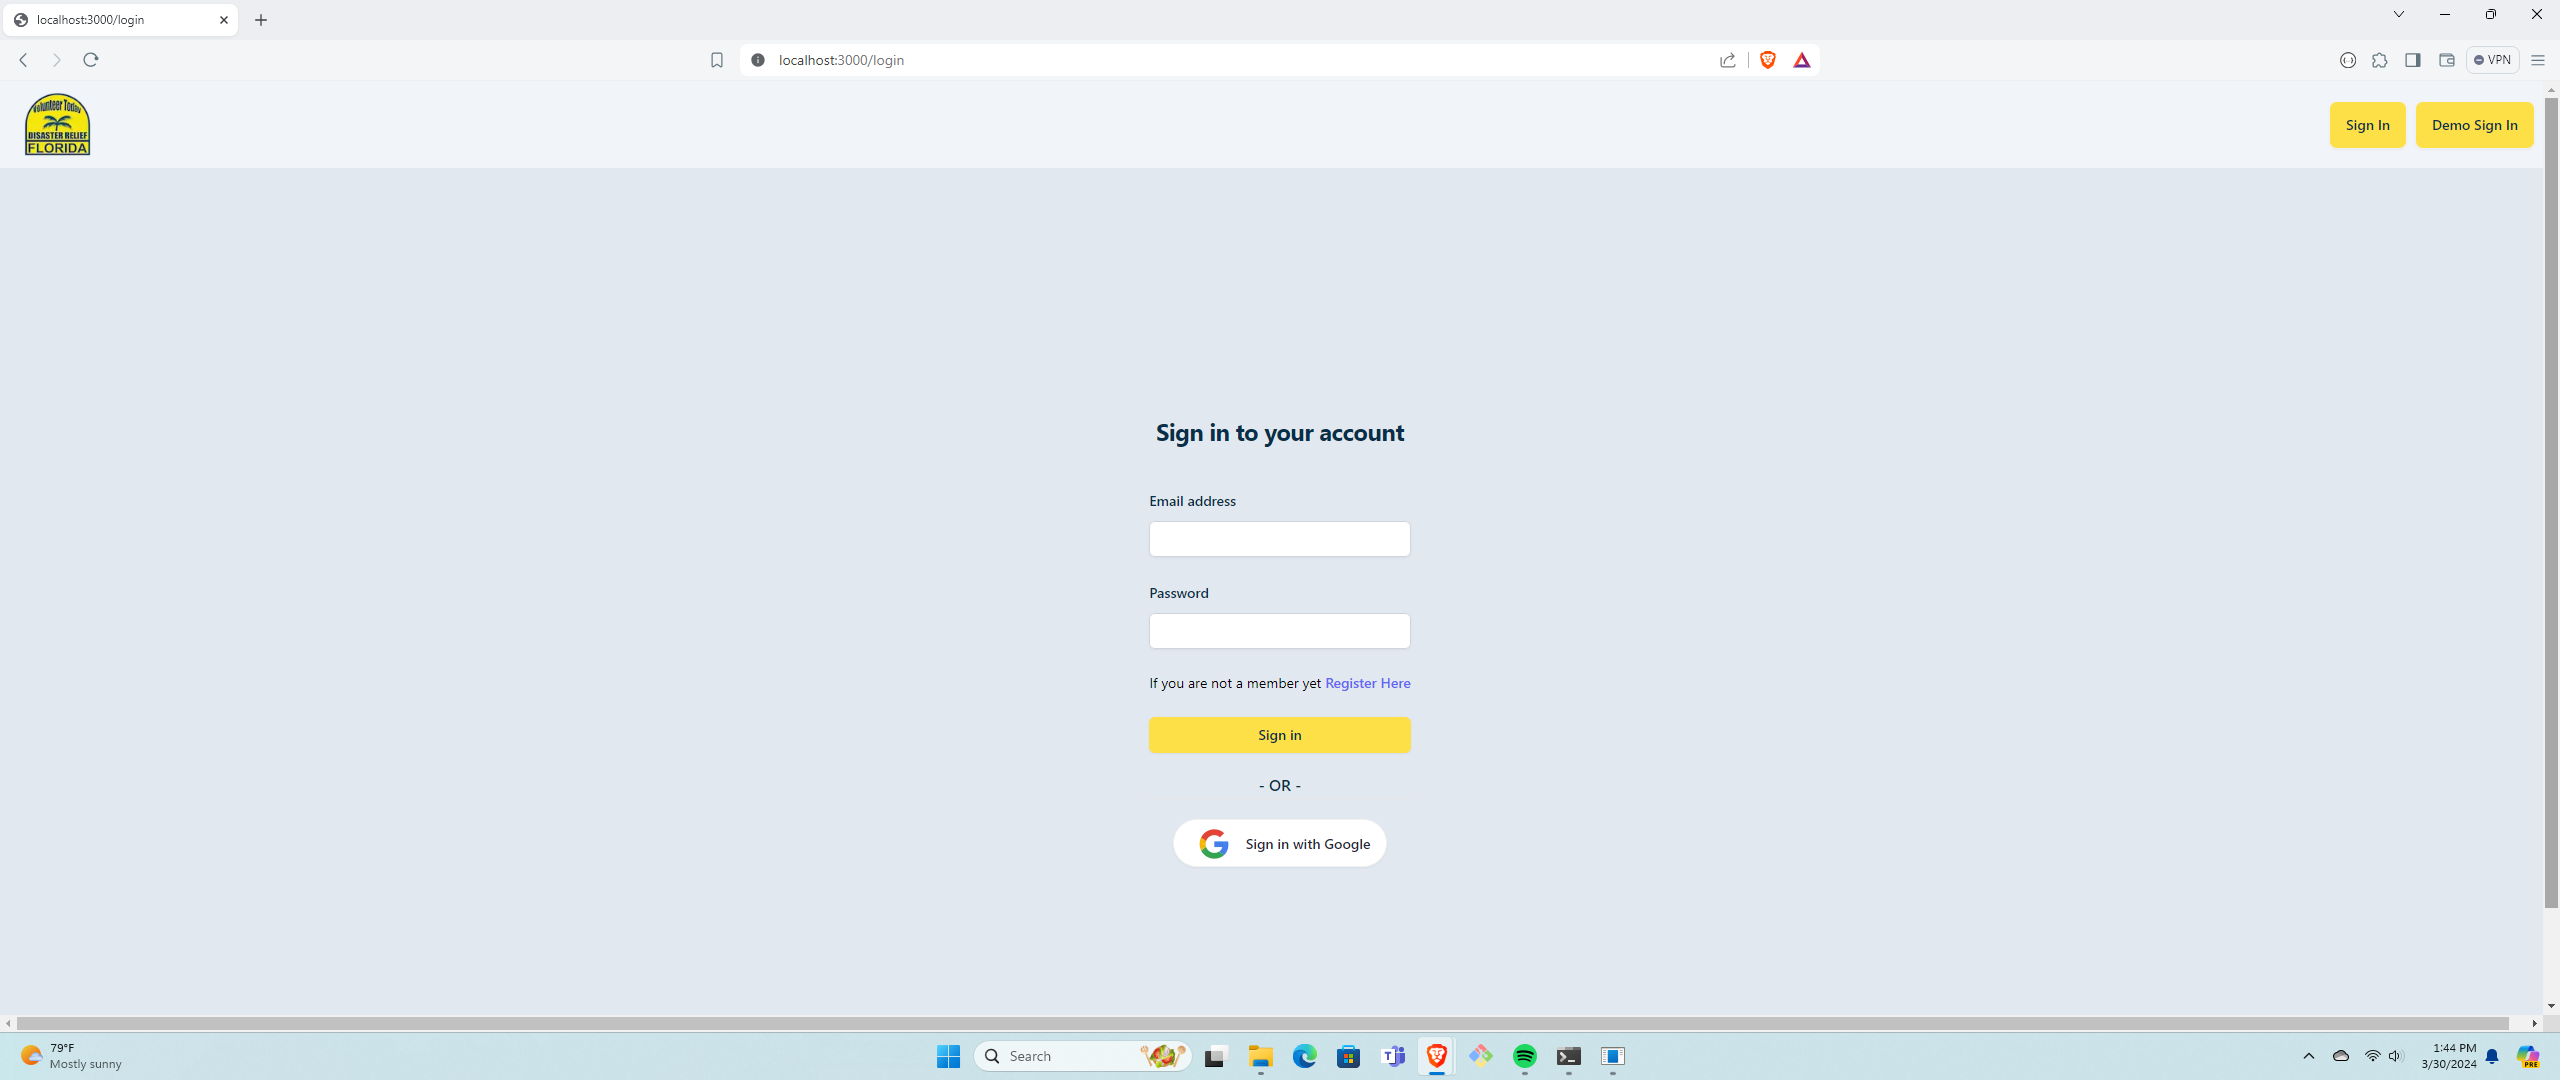 localhost:3000/login
localhost:3000/login
VPN
Volunteer Today
DISASTER RELIEF
FLORIDA
Sign In
Demo Sign In
Sign in to your account
Email address
Password
If you are not a member yet Register Here
Sign in
- OR -
Sign in with Google
79°F
Mostly sunny
Search
1:44 PM
3/30/2024
PRE